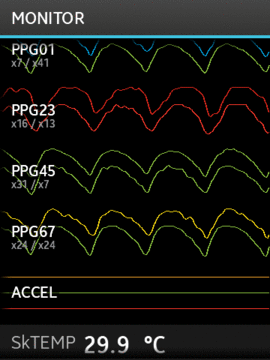 MONITOR
PPG01
x7 / x41
PPG23
x16 / x13
PPG45
x31 / x7
PPG67
x24 / x24
ACCEL
SkTEMP 29.9 °C